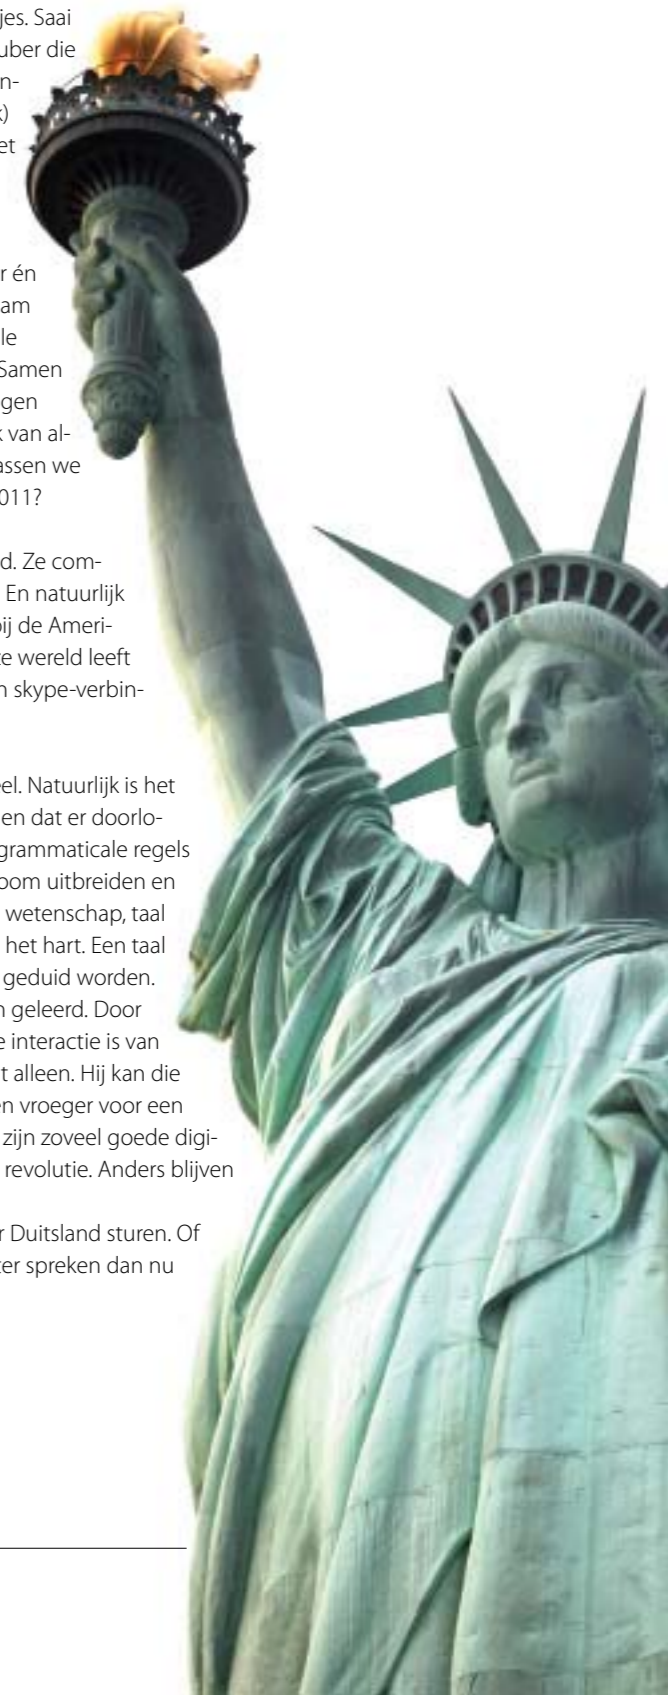 jes. Saai
uber die
n-
k)
et
r én
am
le
Samen
gen
k van al-
assen we
011?
d. Ze com-
En natuurlijk
bij de Ameri-
ze wereld leeft
n skype-verbin-
eel. Natuurlijk is het
en dat er doorlo-
grammaticale regels
oom uitbreiden en
wetenschap, taal
het hart. Een taal
geduid worden.
n geleerd. Door
e interactie is van
t alleen. Hij kan die
en vroeger voor een
zijn zoveel goede digi-
revolutie. Anders blijven
r Duitsland sturen. Of
ter spreken dan nu